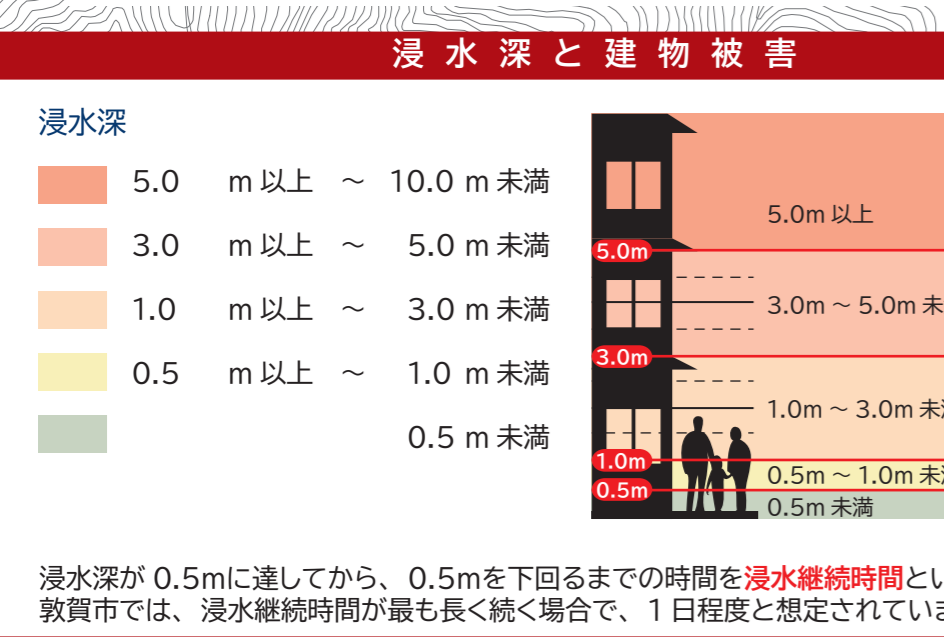 浸水深と建物被害
浸水深
5.0 m 以上 ～ 10.0 m 未満
3.0 m 以上 ～ 5.0 m 未満
1.0 m 以上 ～ 3.0 m 未満
0.5 m 以上 ～ 1.0 m 未満
0.5 m 未満
5.0m 以上
5.0m
3.0m ～ 5.0m 未
3.0m
1.0m ～ 3.0m 未
1.0m
0.5m ～ 1.0m 未
0.5m
0.5m 未満
浸水深が 0.5mに達してから、0.5mを下回るまでの時間を浸水継続時間とい
敦賀市では、浸水継続時間が最も長く続く場合で、1 日程度と想定されてい